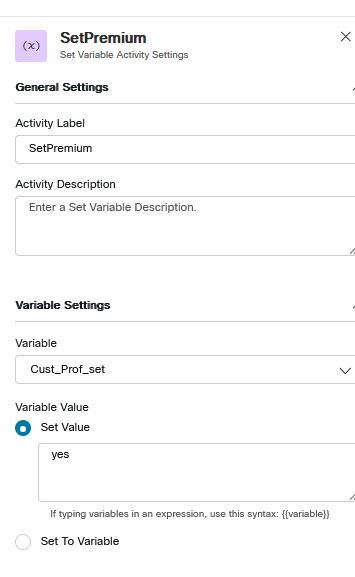 (x)
SetPremium
Set Variable Activity Settings
General Settings
Activity Label
SetPremium
Activity Description
Enter a Set Variable Description.
Variable Settings
Variable
Cust_Prof_set
Variable Value
Set Value
yes
If typing variables in an expression, use this syntax: {{variable}}
Set To Variable